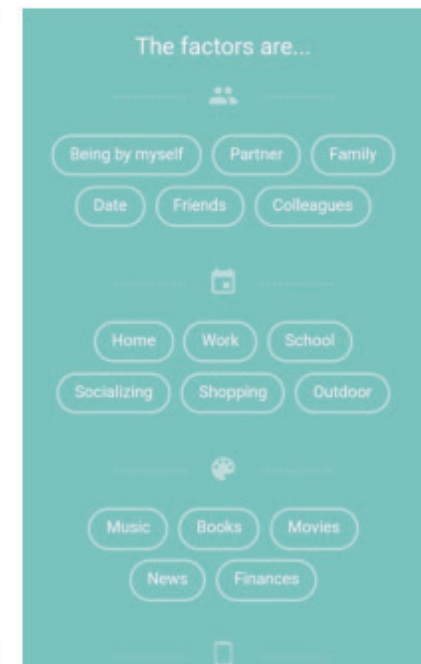 The factors are...
Being by myself Partner Family
Date Friends Colleagues
Home Work School
Socializing Shopping Outdoor
Music Books Movies
News Finances